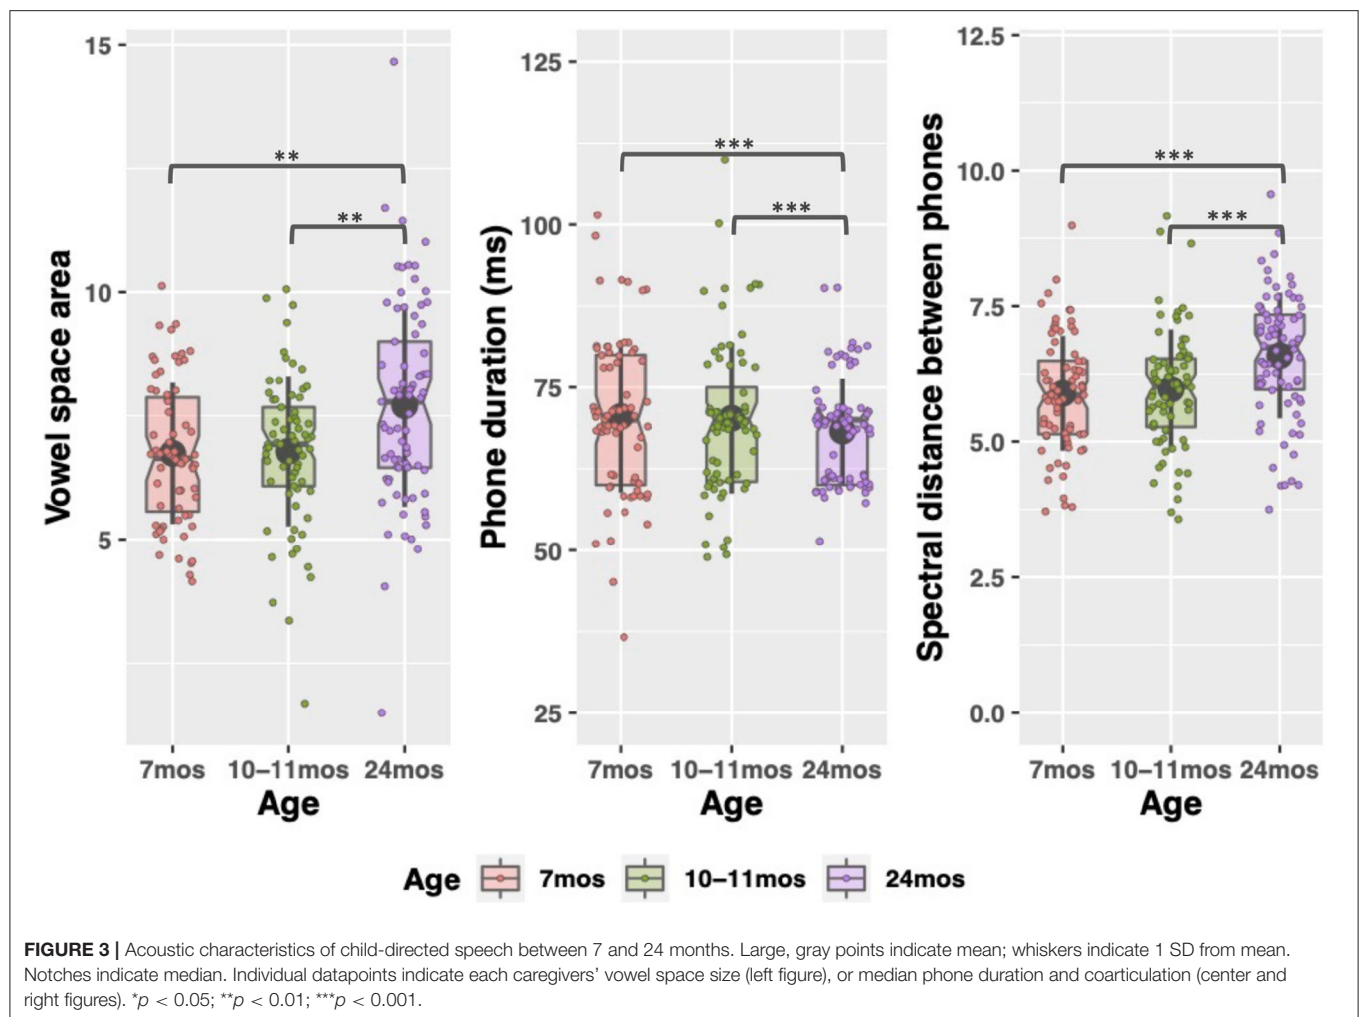 Vowel space area
15
10
5
**
**
7mos 10–11mos 24mos
Age
Phone duration (ms)
125
100
75
50
25
***
***
7mos 10–11mos 24mos
Age
Spectral distance between phones
12.5
10.0
7.5
5.0
2.5
0.0
***
***
7mos 10–11mos 24mos
Age
Age 7mos 10–11mos 24mos
FIGURE 3 | Acoustic characteristics of child-directed speech between 7 and 24 months. Large, gray points indicate mean; whiskers indicate 1 SD from mean.
Notches indicate median. Individual datapoints indicate each caregivers' vowel space size (left figure), or median phone duration and coarticulation (center and
right figures). *p < 0.05; **p < 0.01; ***p < 0.001.